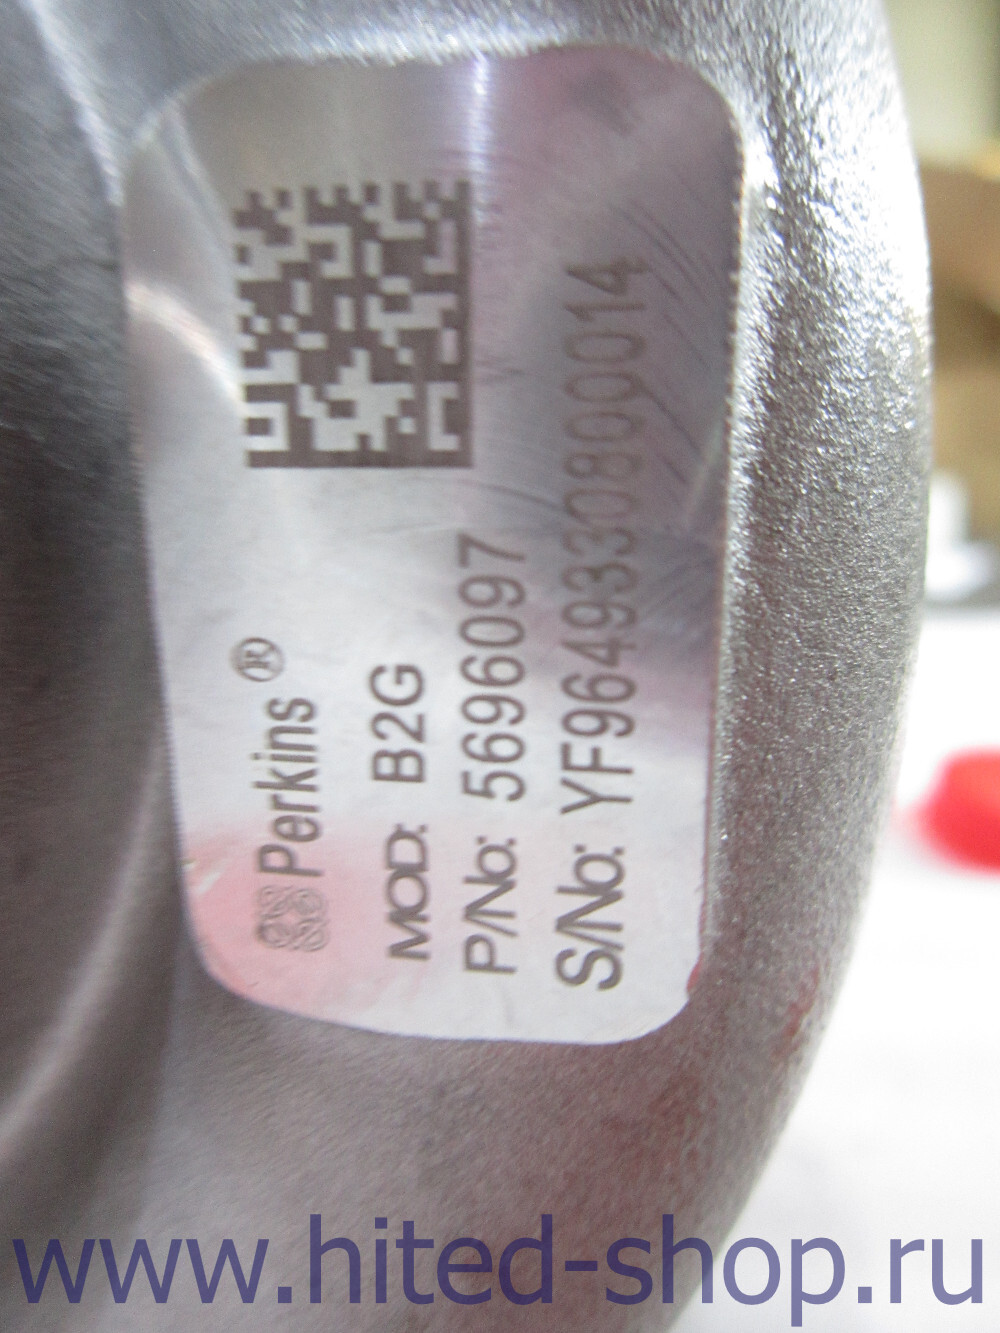 Perkins®
MOD: B2G
P/No: 5696097
S/No: YF96493308000014
www.hited-shop.ru